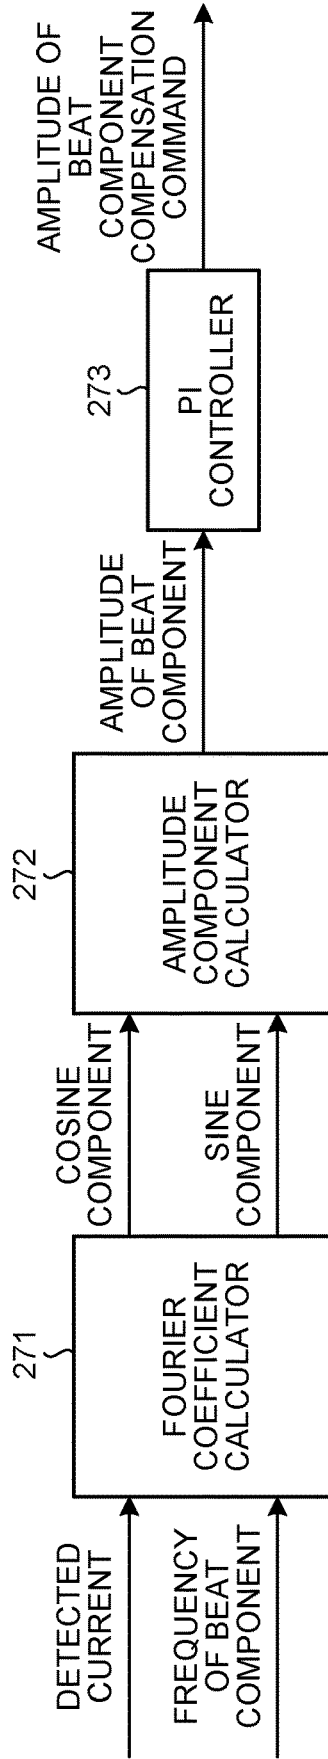 DETECTED
CURRENT
FREQUENCY
OF BEAT
COMPONENT
271
FOURIER
COEFFICIENT
CALCULATOR
COSINE
COMPONENT
SINE
COMPONENT
272
AMPLITUDE
COMPONENT
CALCULATOR
AMPLITUDE
OF BEAT
COMPONENT
273
PI
CONTROLLER
AMPLITUDE OF
BEAT
COMPONENT
COMPENSATION
COMMAND